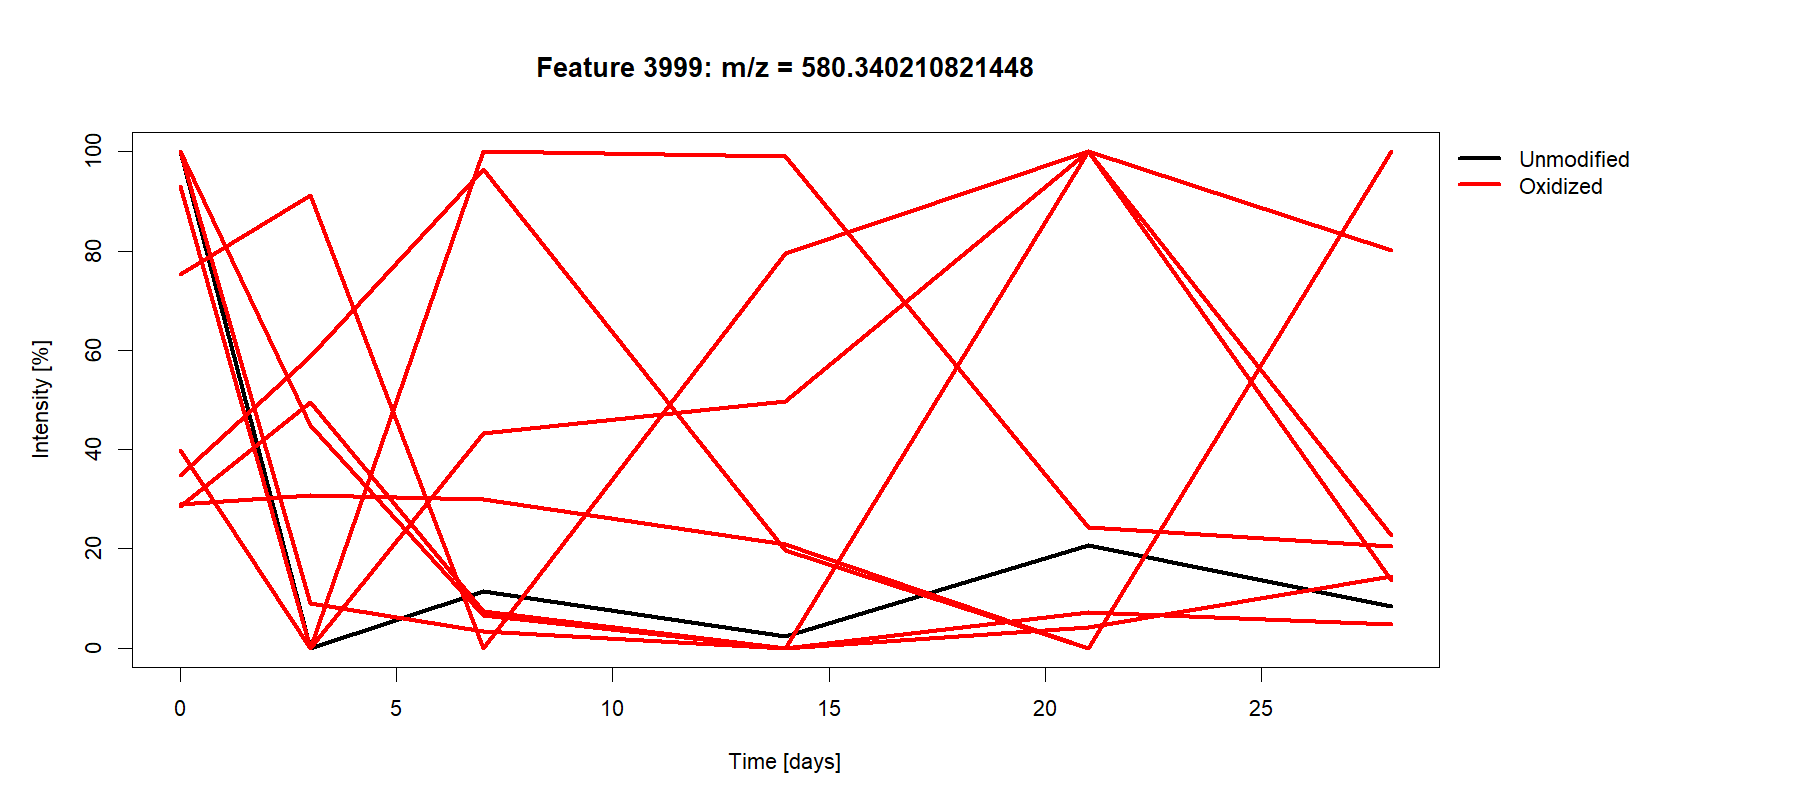 Feature 3999: m/z = 580.340210821448
Unmodified
Oxidized
Intensity [%]
100
80
60
40
20
0
0 5 10 15 20 25
Time [days]